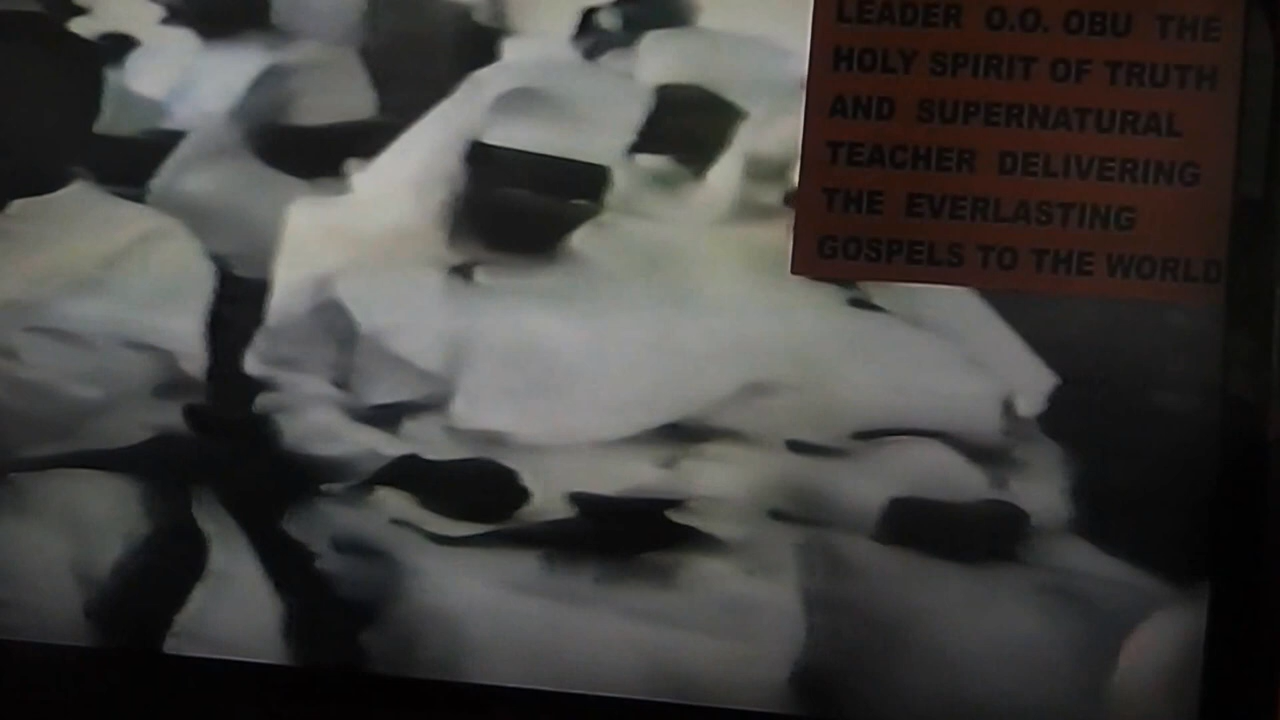 LEADER O.O. OBU THE
HOLY SPIRIT OF TRUTH
AND SUPERNATURAL
TEACHER DELIVERING
THE EVERLASTING
GOSPELS TO THE WORLD